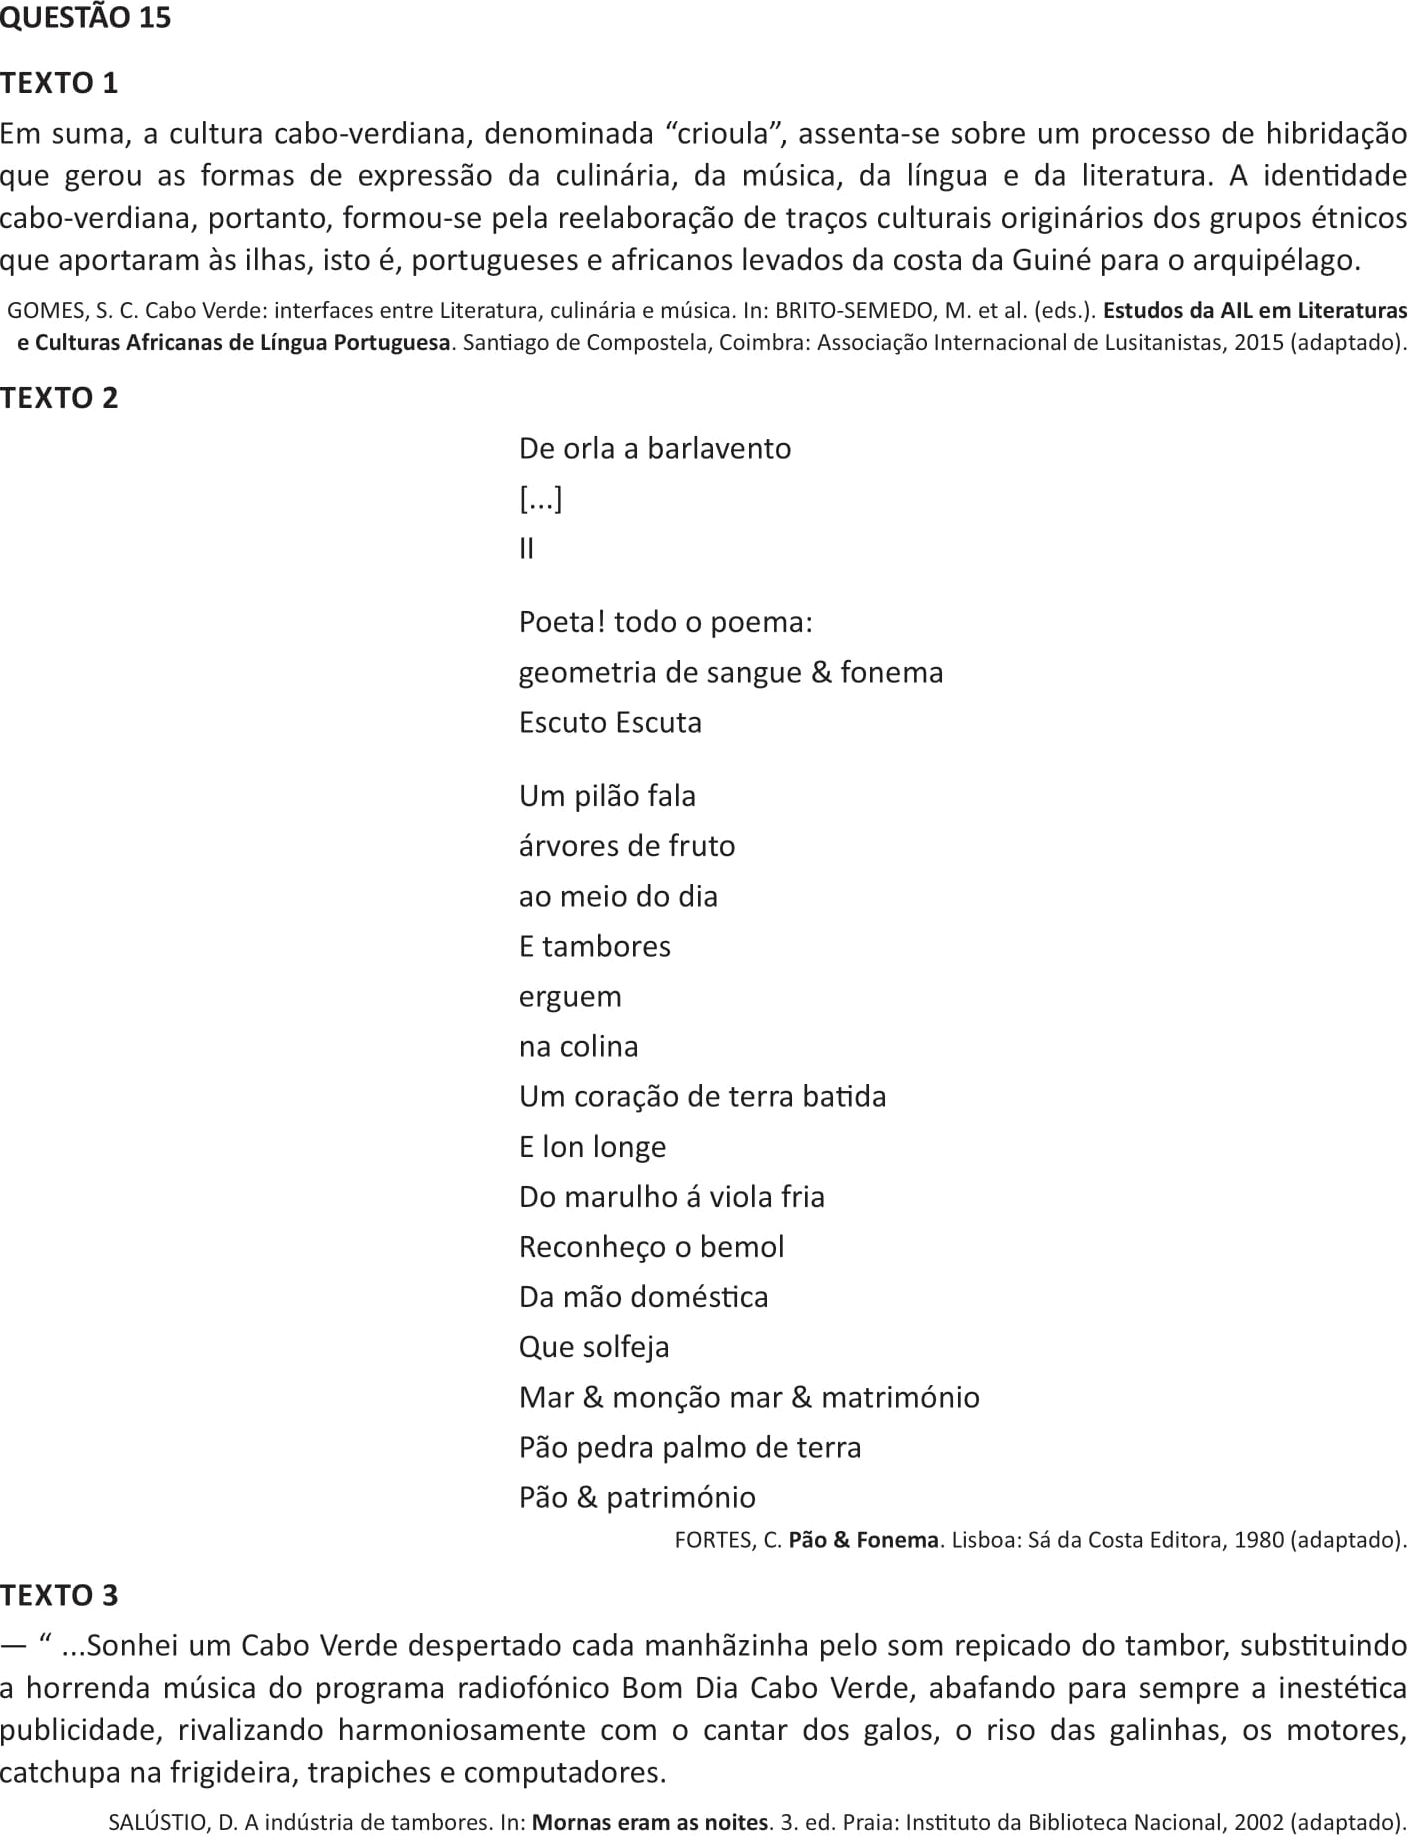 QUESTÃO 15
TEXTO 1
Em suma, a cultura cabo-verdiana, denominada “crioula”, assenta-se sobre um processo de hibridação
que gerou as formas de expressão da culinária, da música, da língua e da literatura. A identidade
cabo-verdiana, portanto, formou-se pela reelaboração de traços culturais originários dos grupos étnicos
que aportaram às ilhas, isto é, portugueses e africanos levados da costa da Guiné para o arquipélago.
GOMES, S. C. Cabo Verde: interfaces entre Literatura, culinária e música. In: BRITO-SEMEDO, M. et al. (eds.). Estudos da AIL em Literaturas
e Culturas Africanas de Língua Portuguesa. Santiago de Compostela, Coimbra: Associação Internacional de Lusitanistas, 2015 (adaptado).
TEXTO 2
De orla a barlavento
[...]
II
Poeta! todo o poema:
geometria de sangue & fonema
Escuto Escuta
Um pilão fala
árvores de fruto
ao meio do dia
E tambores
erguem
na colina
Um coração de terra batida
E lon longe
Do marulho á viola fria
Reconheço o bemol
Da mão doméstica
Que solfeja
Mar & monção mar & matrimónio
Pão pedra palmo de terra
Pão & património
FORTES, C. Pão & Fonema. Lisboa: Sá da Costa Editora, 1980 (adaptado).
TEXTO 3
— “ ...Sonhei um Cabo Verde despertado cada manhãzinha pelo som repicado do tambor, substituindo
a horrenda música do programa radiofónico Bom Dia Cabo Verde, abafando para sempre a inestética
publicidade, rivalizando harmoniosamente com o cantar dos galos, o riso das galinhas, os motores,
catchupa na frigideira, trapiches e computadores.
SALÚSTIO, D. A indústria de tambores. In: Mornas eram as noites. 3. ed. Praia: Instituto da Biblioteca Nacional, 2002 (adaptado).